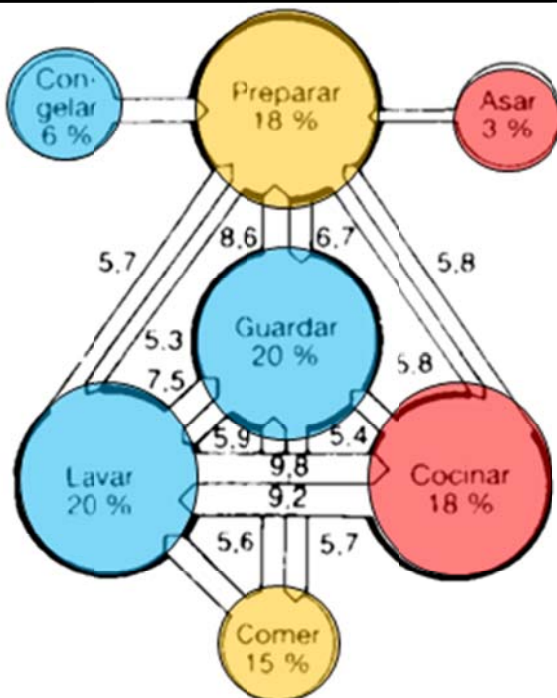 Con-
gelar
6 %
Preparar
18 %
Asar
3 %
5.7
8,6
6,7
5.8
5.3
Guardar
20 %
5.8
7,5
5,9
5.4
Lavar
20 %
9,8
9,2
Cocinar
18 %
5,6
5,7
Comer
15 %